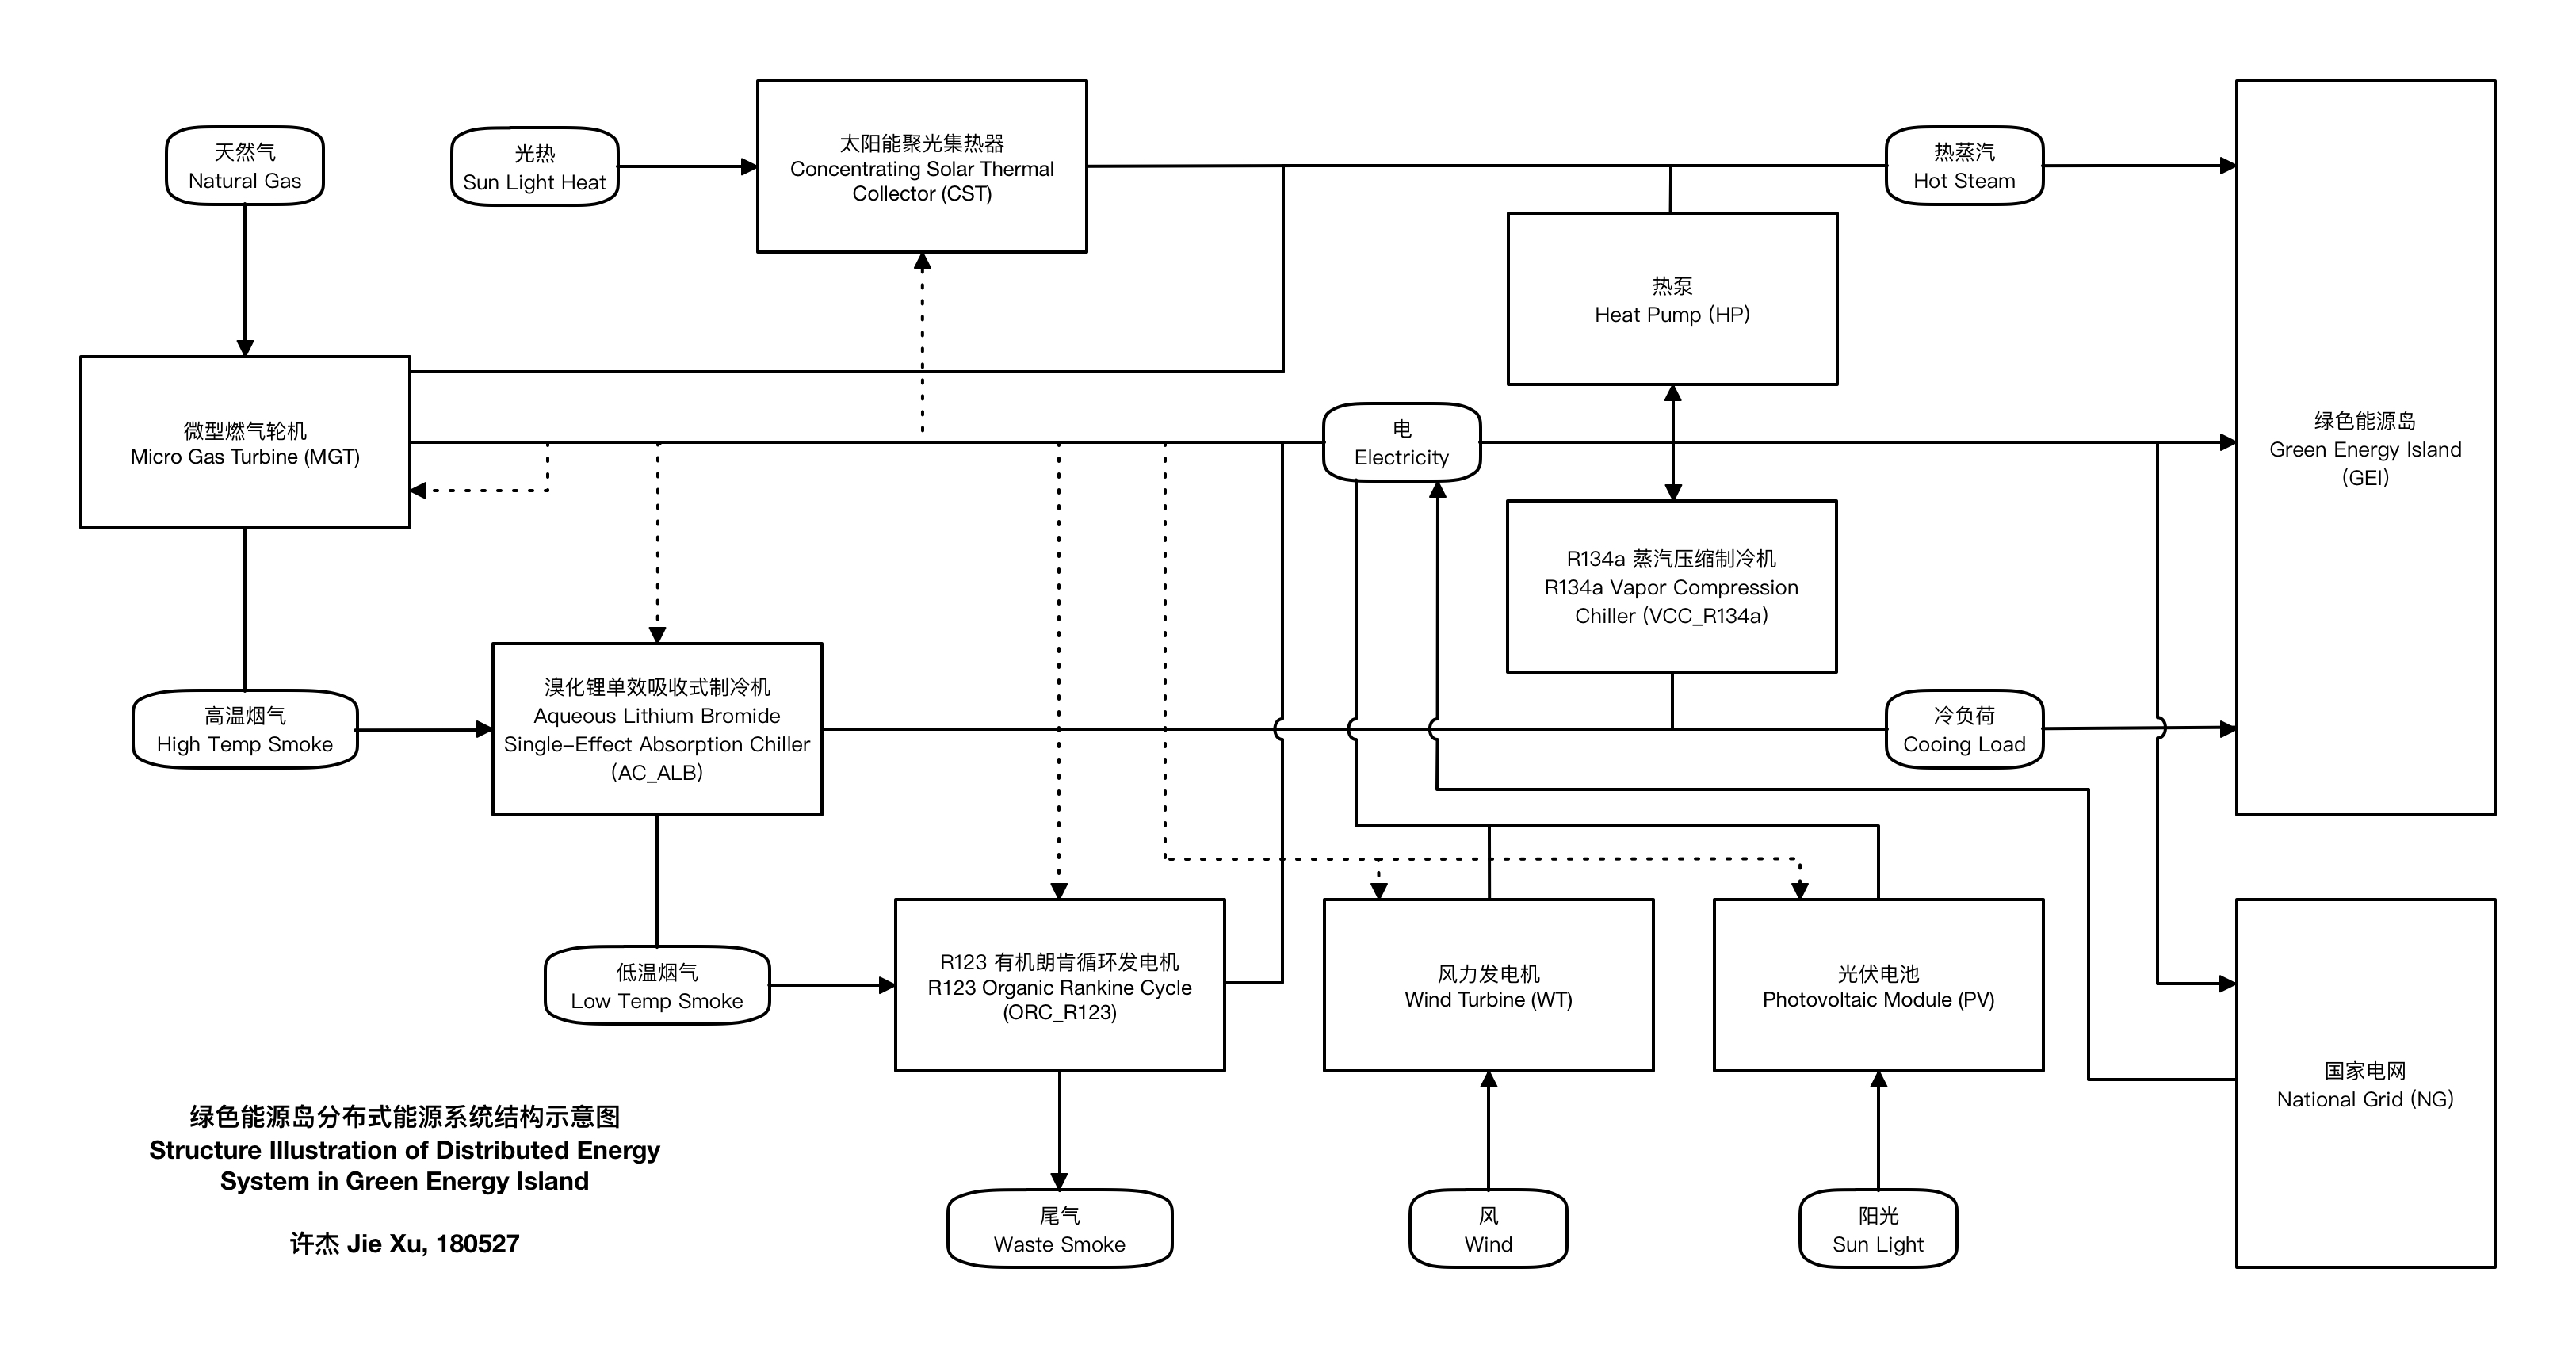 天然气
Natural Gas
光热
Sun Light Heat
太阳能聚光集热器
Concentrating Solar Thermal
Collector (CST)
热蒸汽
Hot Steam
热泵
Heat Pump (HP)
微型燃气轮机
Micro Gas Turbine (MGT)
电
Electricity
绿色能源岛
Green Energy Island
(GEI)
R134a 蒸汽压缩制冷机
R134a Vapor Compression
Chiller (VCC_R134a)
高温烟气
High Temp Smoke
溴化锂单效吸收式制冷机
Aqueous Lithium Bromide
Single-Effect Absorption Chiller
(AC_ALB)
冷负荷
Cooing Load
低温烟气
Low Temp Smoke
R123 有机朗肯循环发电机
R123 Organic Rankine Cycle
(ORC_R123)
风力发电机
Wind Turbine (WT)
光伏电池
Photovoltaic Module (PV)
国家电网
National Grid (NG)
绿色能源岛分布式能源系统结构示意图
Structure Illustration of Distributed Energy
System in Green Energy Island
许杰 Jie Xu, 180527
尾气
Waste Smoke
风
Wind
阳光
Sun Light